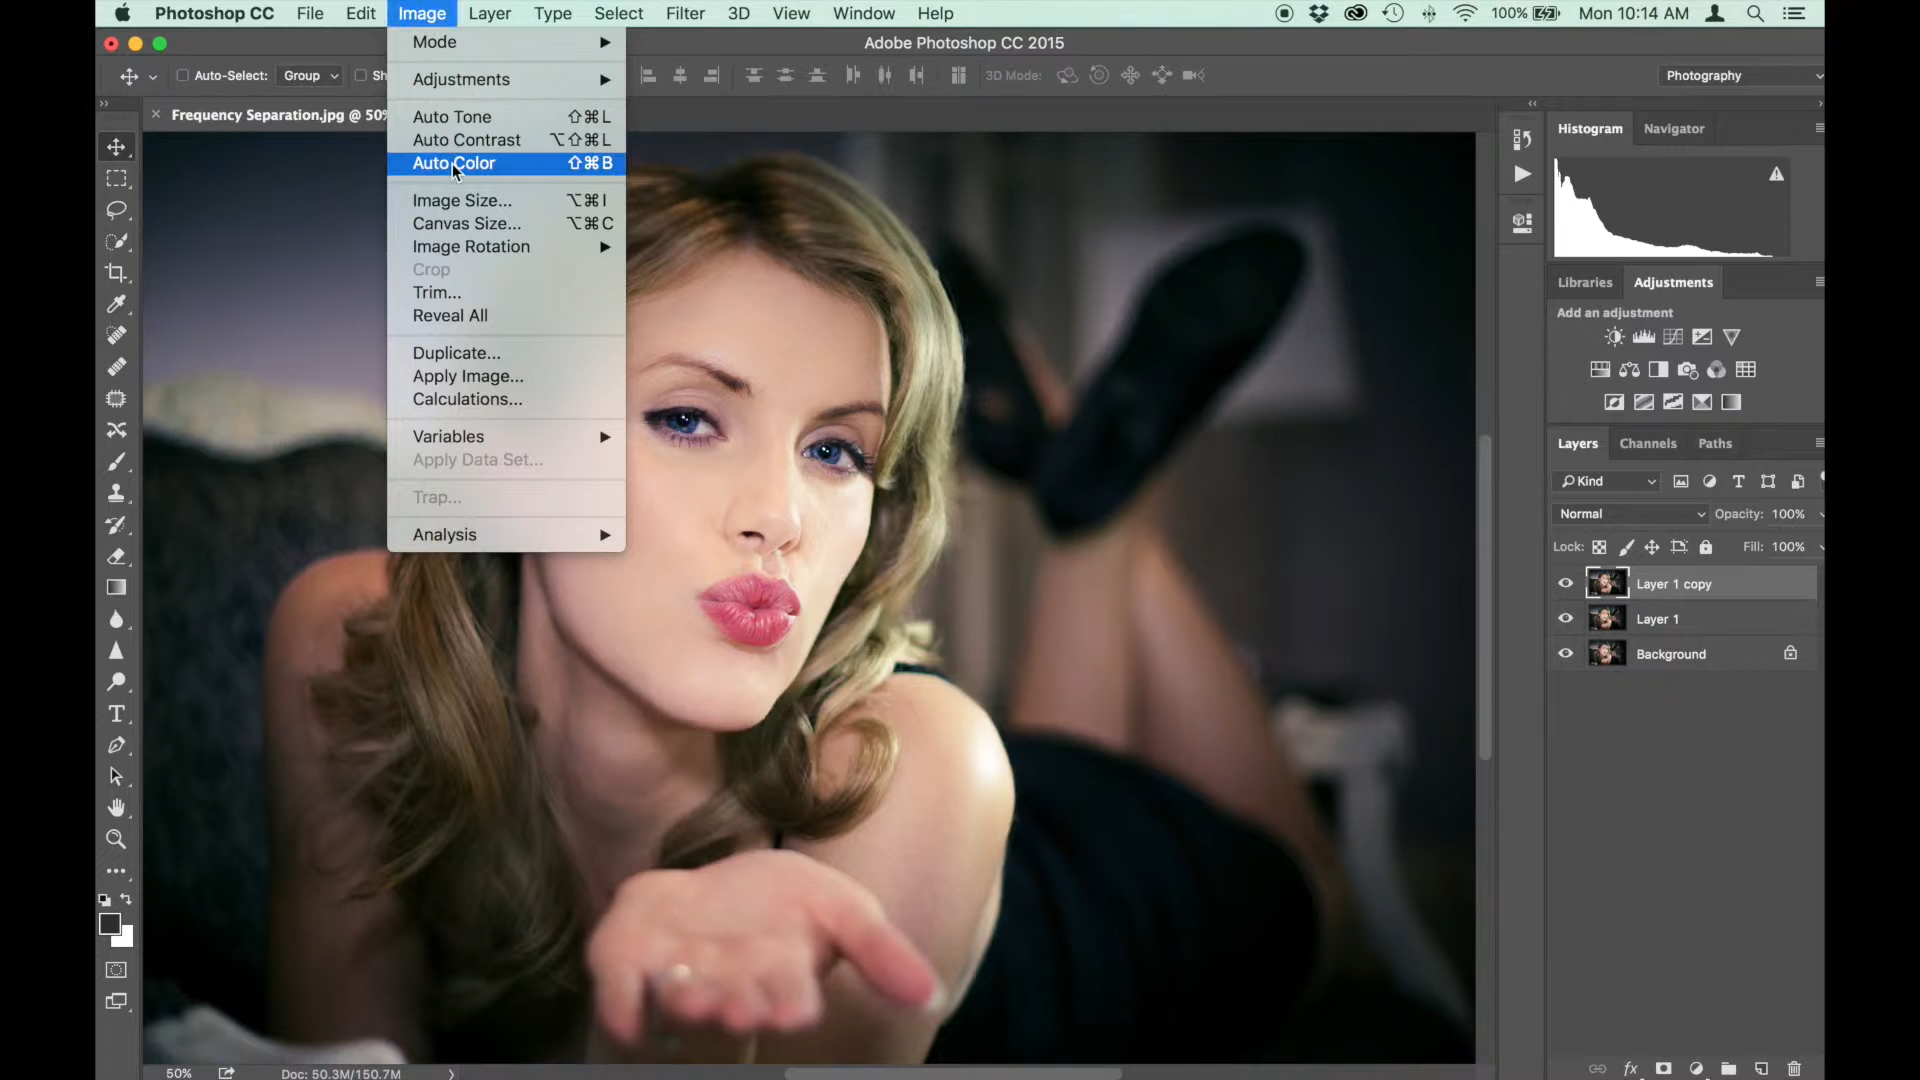 Photoshop CC File Edit Image Layer Type Select Filter 3D View Window Help 100% Mon 10:14 AM
Adobe Photoshop CC 2015
Auto-Select: Group Sh 3D Mode: Photography
Frequency Separation.jpg @ 50%
Mode
Adjustments
Auto Tone ⇧⌘L
Auto Contrast ⌥⇧⌘L
Auto Color ⇧⌘B
Image Size... ⌥⌘I
Canvas Size... ⌥⌘C
Image Rotation
Crop
Trim...
Reveal All
Duplicate...
Apply Image...
Calculations...
Variables
Apply Data Set...
Trap...
Analysis
Histogram Navigator
Libraries Adjustments
Add an adjustment
Layers Channels Paths
Kind
Normal Opacity: 100%
Lock: Fill: 100%
Layer 1 copy
Layer 1
Background
fx
50% Doc: 50.3M/150.7M